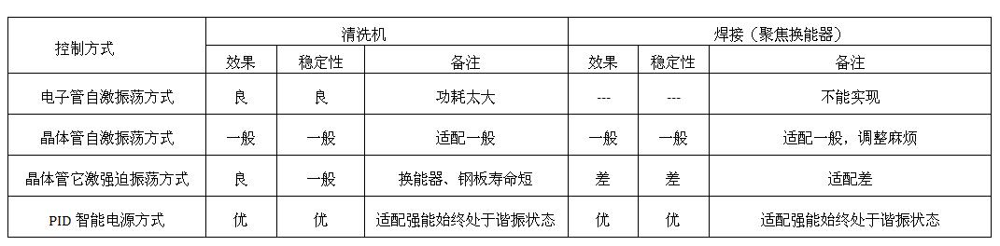 控制方式 清洗机 焊接（聚焦换能器）
效果 稳定性 备注 效果 稳定性 备注
电子管自激振荡方式 良 良 功耗太大 --- --- 不能实现
晶体管自激振荡方式 一般 一般 适配一般 一般 一般 适配一般，调整麻烦
晶体管它激强迫振荡方式 良 一般 换能器、钢板寿命短 差 差 适配差
PID 智能电源方式 优 优 适配强能始终处于谐振状态 优 优 适配强能始终处于谐振状态